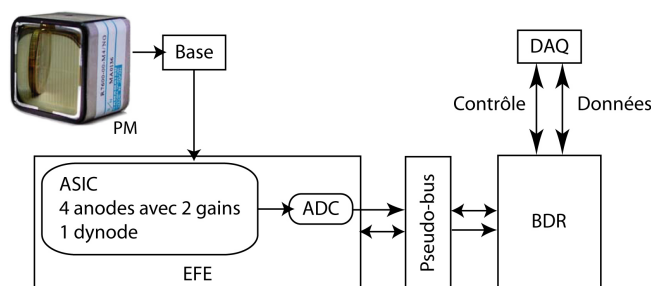 Base
PM
DAQ
Contrôle
Données
ASIC
4 anodes avec 2 gains
1 dynode
ADC
EFE
Pseudo-bus
BDR